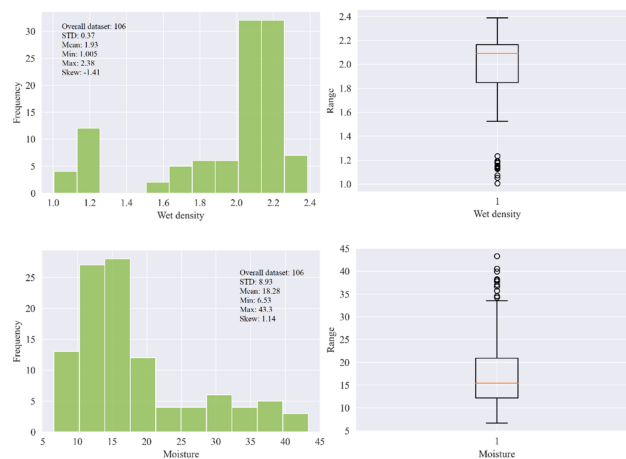 Overall dataset: 106
STD: 0.37
Mean: 1.93
Min: 1.005
Max: 2.38
Skew: -1.41
30
25
20
15
10
5
0
Frequency
1.0 1.2 1.4 1.6 1.8 2.0 2.2 2.4
Wet density
2.4
2.2
2.0
1.8
1.6
1.4
1.2
1.0
Range
1
Wet density
Overall dataset: 106
STD: 8.93
Mean: 18.28
Min: 6.53
Max: 43.3
Skew: 1.14
25
20
15
10
5
0
Frequency
5 10 15 20 25 30 35 40 45
Moisture
45
40
35
30
25
20
15
10
5
Range
1
Moisture